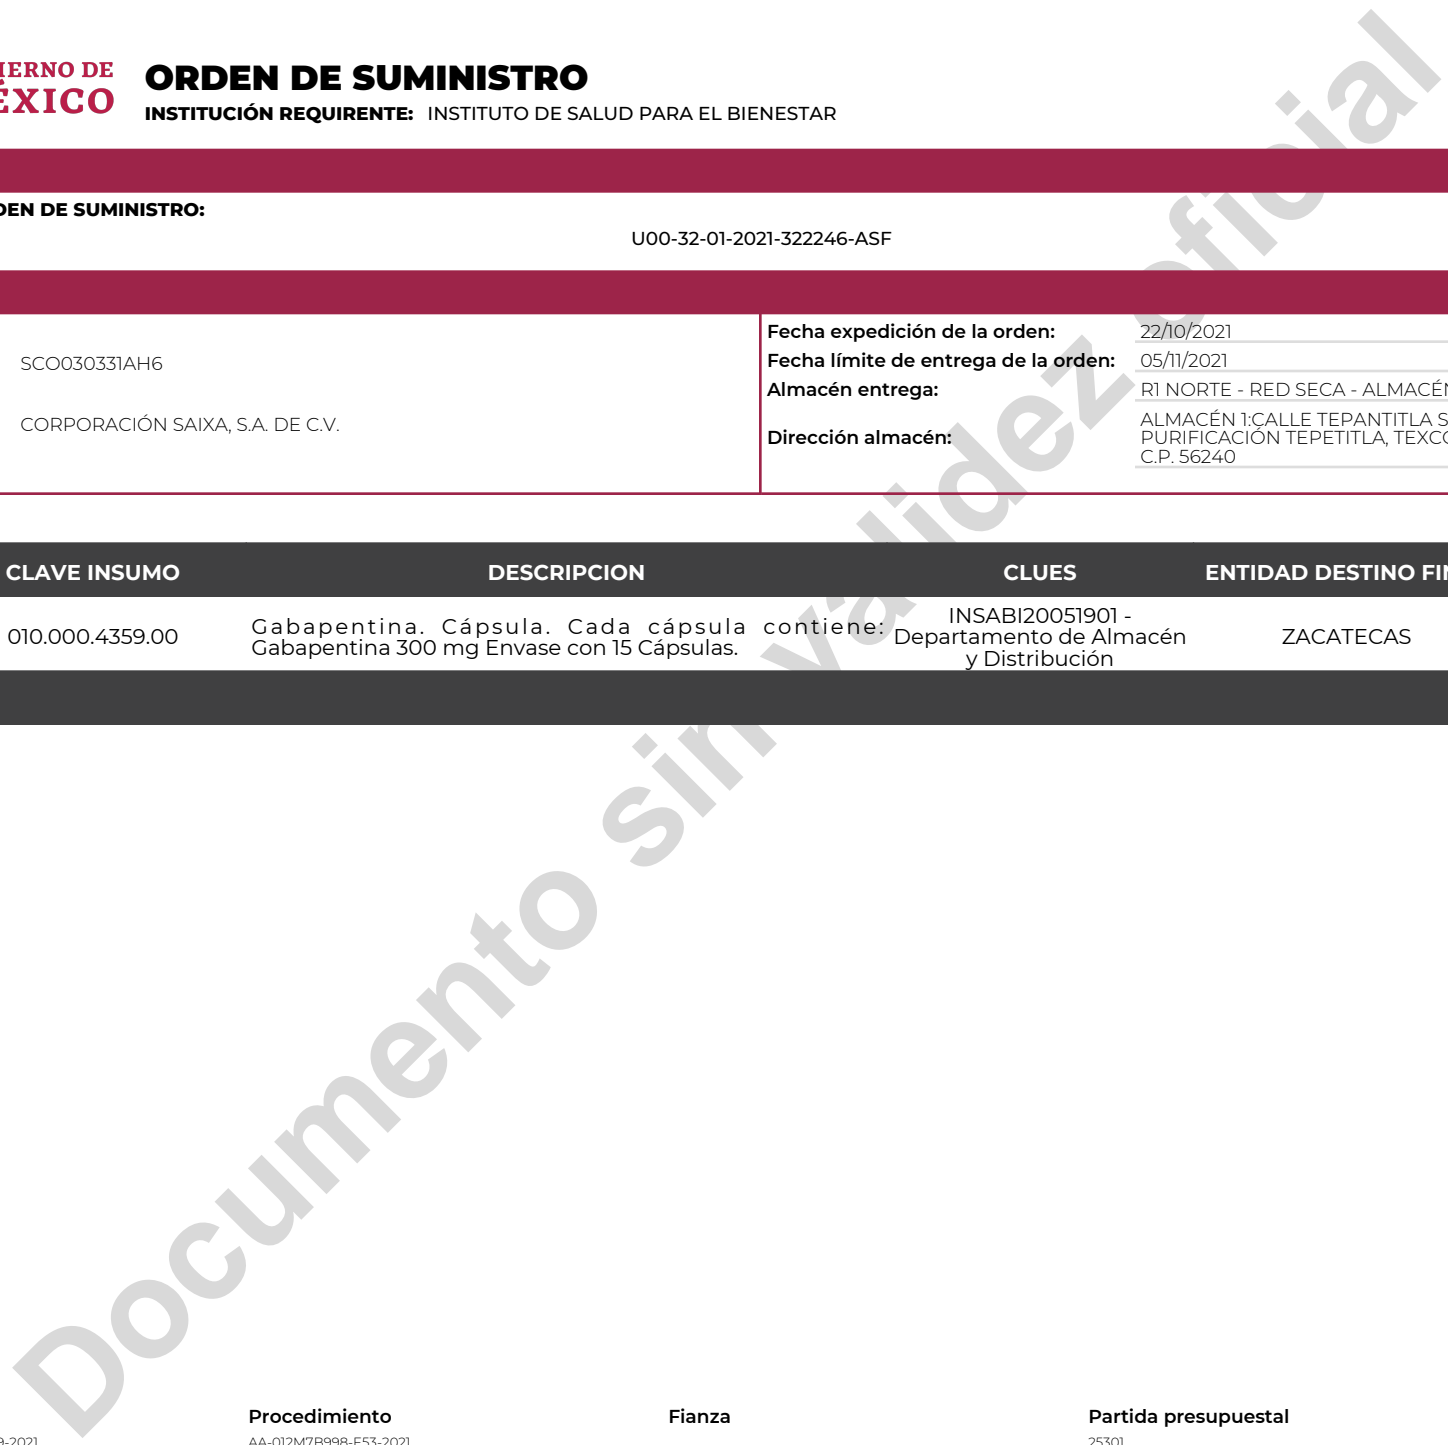 IERNO DE
ÉXICO
ORDEN DE SUMINISTRO
INSTITUCIÓN REQUIRENTE: INSTITUTO DE SALUD PARA EL BIENESTAR
DEN DE SUMINISTRO:
U00-32-01-2021-322246-ASF
SCO030331AH6
CORPORACIÓN SAIXA, S.A. DE C.V.
Fecha expedición de la orden: 22/10/2021
Fecha límite de entrega de la orden: 05/11/2021
Almacén entrega: R1 NORTE - RED SECA - ALMACÉN
Dirección almacén: ALMACÉN 1:CALLE TEPANTITLA S
PURIFICACIÓN TEPETITLA, TEXCO
C.P. 56240
CLAVE INSUMO DESCRIPCION CLUES ENTIDAD DESTINO FIN
010.000.4359.00
Gabapentina. Cápsula. Cada cápsula contiene:
Gabapentina 300 mg Envase con 15 Cápsulas.
INSABI20051901 -
Departamento de Almacén
y Distribución
ZACATECAS
Documento sin validez oficial
Procedimiento Fianza Partida presupuestal
9-2021 AA-012M7B998-E53-2021 25301